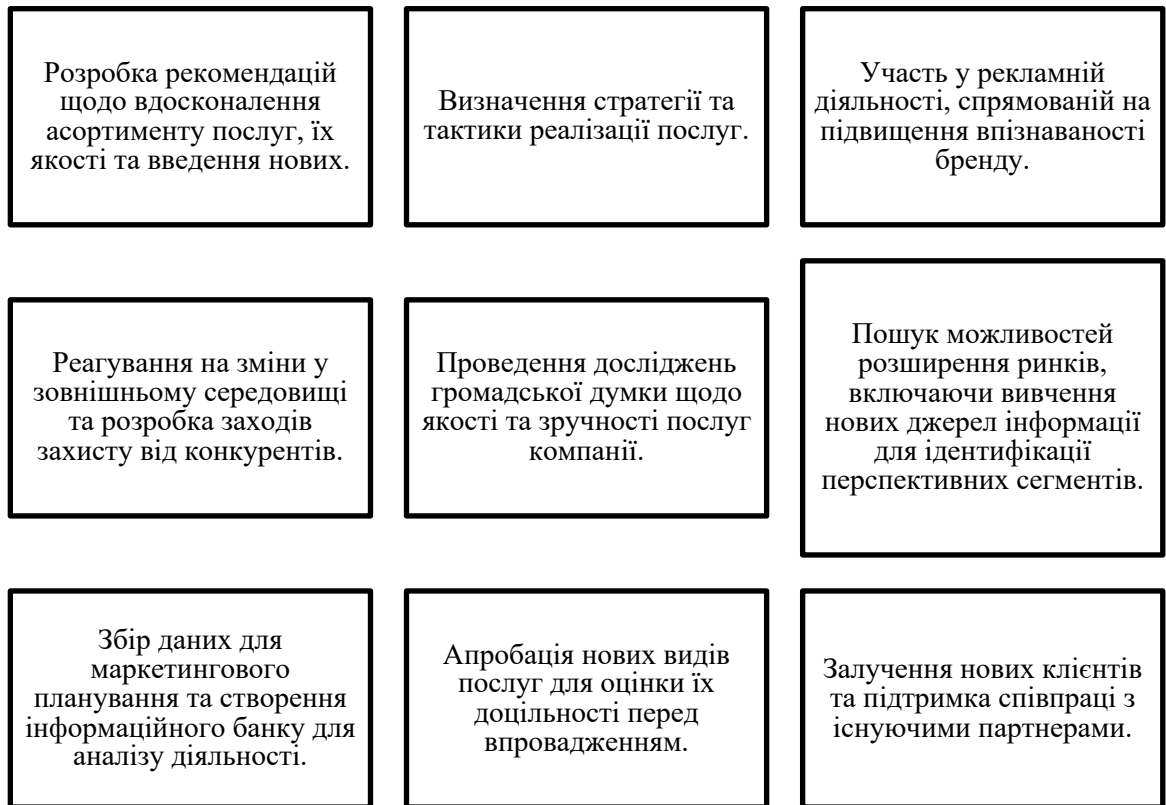 Розробка рекомендацій
щодо вдосконалення
асортименту послуг, їх
якості та введення нових.
Визначення стратегії та
тактики реалізації послуг.
Участь у рекламній
діяльності, спрямованій на
підвищення впізнаваності
бренду.
Реагування на зміни у
зовнішньому середовищі
та розробка заходів
захисту від конкурентів.
Проведення досліджень
громадської думки щодо
якості та зручності послуг
компанії.
Пошук можливостей
розширення ринків,
включаючи вивчення
нових джерел інформації
для ідентифікації
перспективних сегментів.
Збір даних для
маркетингового
планування та створення
інформаційного банку для
аналізу діяльності.
Апробація нових видів
послуг для оцінки їх
доцільності перед
впровадженням.
Залучення нових клієнтів
та підтримка співпраці з
існуючими партнерами.